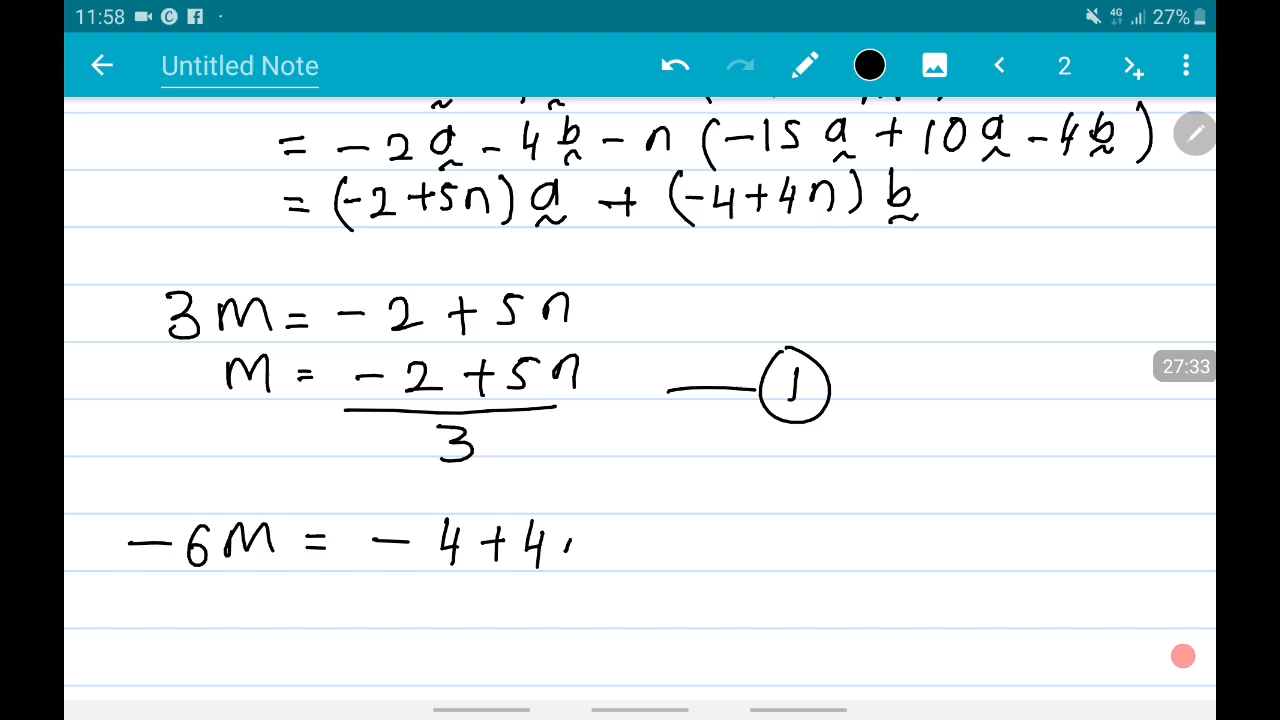 11:58 4G 27%
Untitled Note 2
= -2a - 4b - n(-15a + 10a - 4b)
= (-2+5n)a + (-4+4n)b
3m = -2 + 5n
m = -2 + 5n ①
3
27:33
-6m = -4 + 4